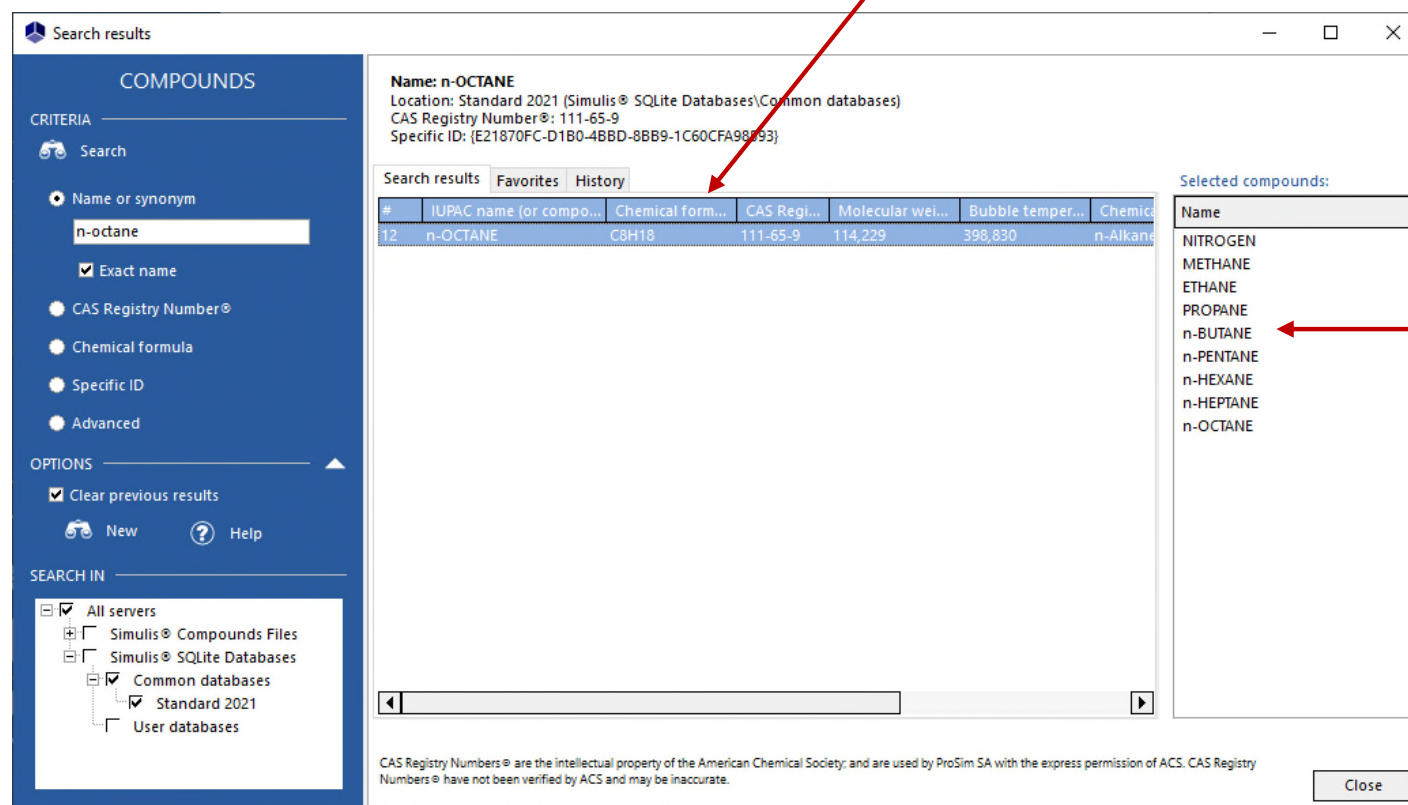 Search results
COMPOUNDS
CRITERIA
Search
Name or synonym
n-octane
Exact name
CAS Registry Number®
Chemical formula
Specific ID
Advanced
OPTIONS
Clear previous results
New
Help
SEARCH IN
All servers
Simulis® Compounds Files
Simulis® SQLite Databases
Common databases
Standard 2021
User databases
Name: n-OCTANE
Location: Standard 2021 (Simulis® SQLite Databases\Common databases)
CAS Registry Number®: 111-65-9
Specific ID: {E21870FC-D1B0-4BBD-8BB9-1C60CFA98B93}
Search results Favorites History
# IUPAC name (or compo... Chemical form... CAS Regi... Molecular wei... Bubble temper... Chemica
12 n-OCTANE C8H18 111-65-9 114,229 398,830 n-Alkane
Selected compounds:
Name
NITROGEN
METHANE
ETHANE
PROPANE
n-BUTANE
n-PENTANE
n-HEXANE
n-HEPTANE
n-OCTANE
CAS Registry Numbers® are the intellectual property of the American Chemical Society; and are used by ProSim SA with the express permission of ACS. CAS Registry
Numbers® have not been verified by ACS and may be inaccurate.
Close